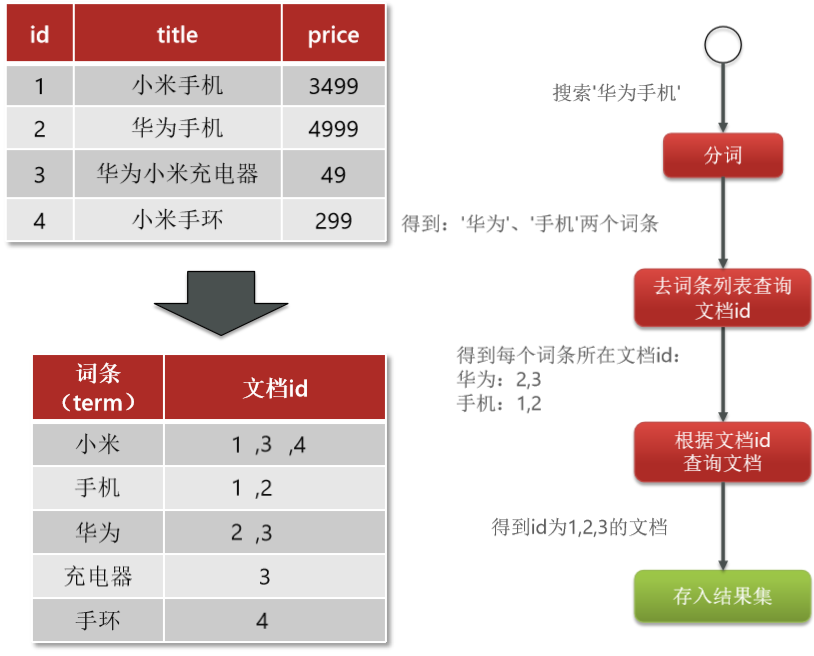 id title price
1 小米手机 3499
2 华为手机 4999
3 华为小米充电器 49
4 小米手环 299
词条
（term）
文档id
小米 1 ,3 ,4
手机 1 ,2
华为 2 ,3
充电器 3
手环 4
搜索'华为手机'
分词
得到：'华为'、'手机'两个词条
去词条列表查询
文档id
得到每个词条所在文档id：
华为：2,3
手机：1,2
根据文档id
查询文档
得到id为1,2,3的文档
存入结果集